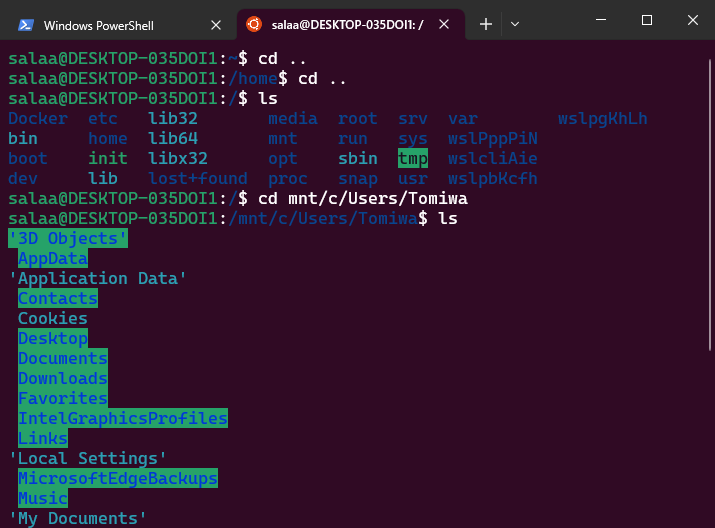 Windows PowerShell
salaa@DESKTOP-035DOI1: /
salaa@DESKTOP-035DOI1:~$ cd ..
salaa@DESKTOP-035DOI1:/home$ cd ..
salaa@DESKTOP-035DOI1:/$ ls
Docker etc lib32 media root srv var wslpgKhLh
bin home lib64 mnt run sys wslPppPiN
boot init libx32 opt sbin tmp wslcliAie
dev lib lost+found proc snap usr wslpbKcfh
salaa@DESKTOP-035DOI1:/$ cd mnt/c/Users/Tomiwa
salaa@DESKTOP-035DOI1:/mnt/c/Users/Tomiwa$ ls
'3D Objects'
AppData
'Application Data'
Contacts
Cookies
Desktop
Documents
Downloads
Favorites
IntelGraphicsProfiles
Links
'Local Settings'
MicrosoftEdgeBackups
Music
'My Documents'